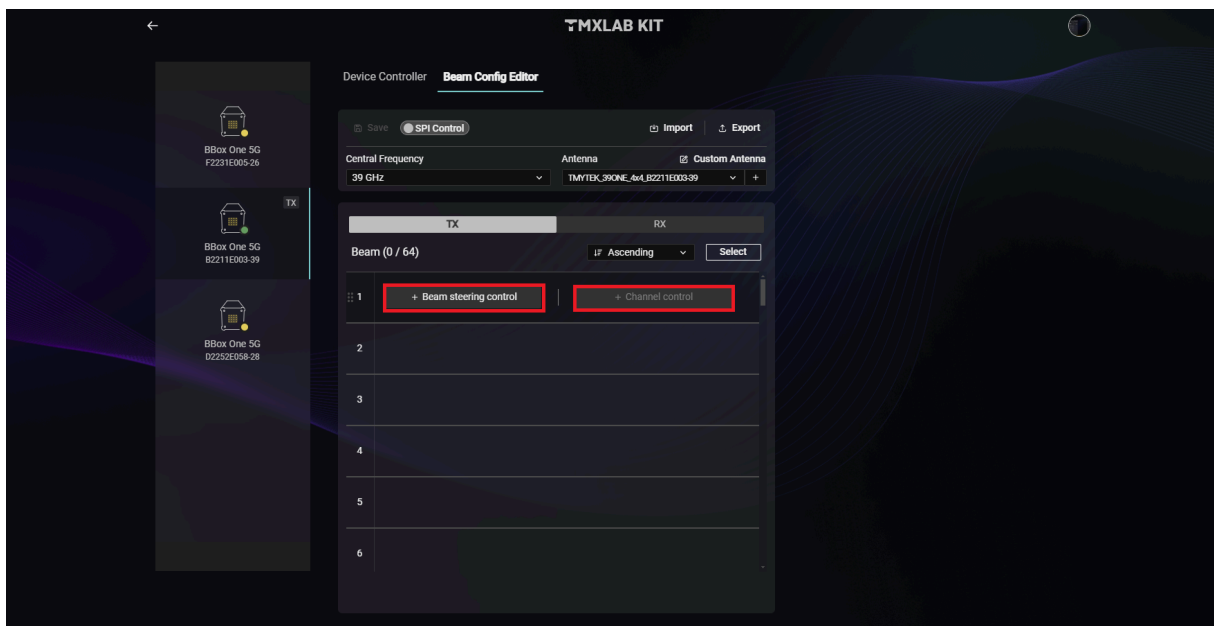 TMXLAB KIT
Device Controller Beam Config Editor
Save SPI Control Import Export
Central Frequency Antenna Custom Antenna
39 GHz TMYTEK_39ONE_4x4_B2211E003-39 +
BBox One 5G
F2231E005-26
TX
BBox One 5G
B2211E003-39
BBox One 5G
D2252E058-28
TX RX
Beam (0 / 64) Ascending Select
1 + Beam steering control + Channel control
2
3
4
5
6